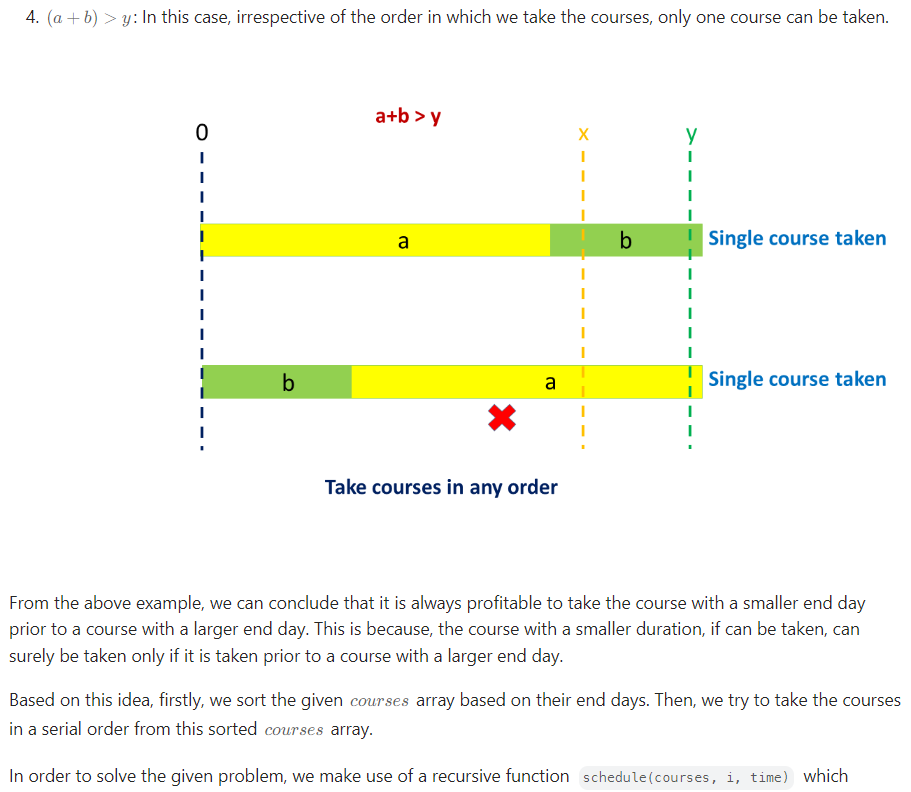 4. (a + b) > y: In this case, irrespective of the order in which we take the courses, only one course can be taken.
a+b > y
0
x
y
a
b
Single course taken
b
a
Single course taken
Take courses in any order
From the above example, we can conclude that it is always profitable to take the course with a smaller end day
prior to a course with a larger end day. This is because, the course with a smaller duration, if can be taken, can
surely be taken only if it is taken prior to a course with a larger end day.
Based on this idea, firstly, we sort the given courses array based on their end days. Then, we try to take the courses
in a serial order from this sorted courses array.
In order to solve the given problem, we make use of a recursive function schedule(courses, i, time) which